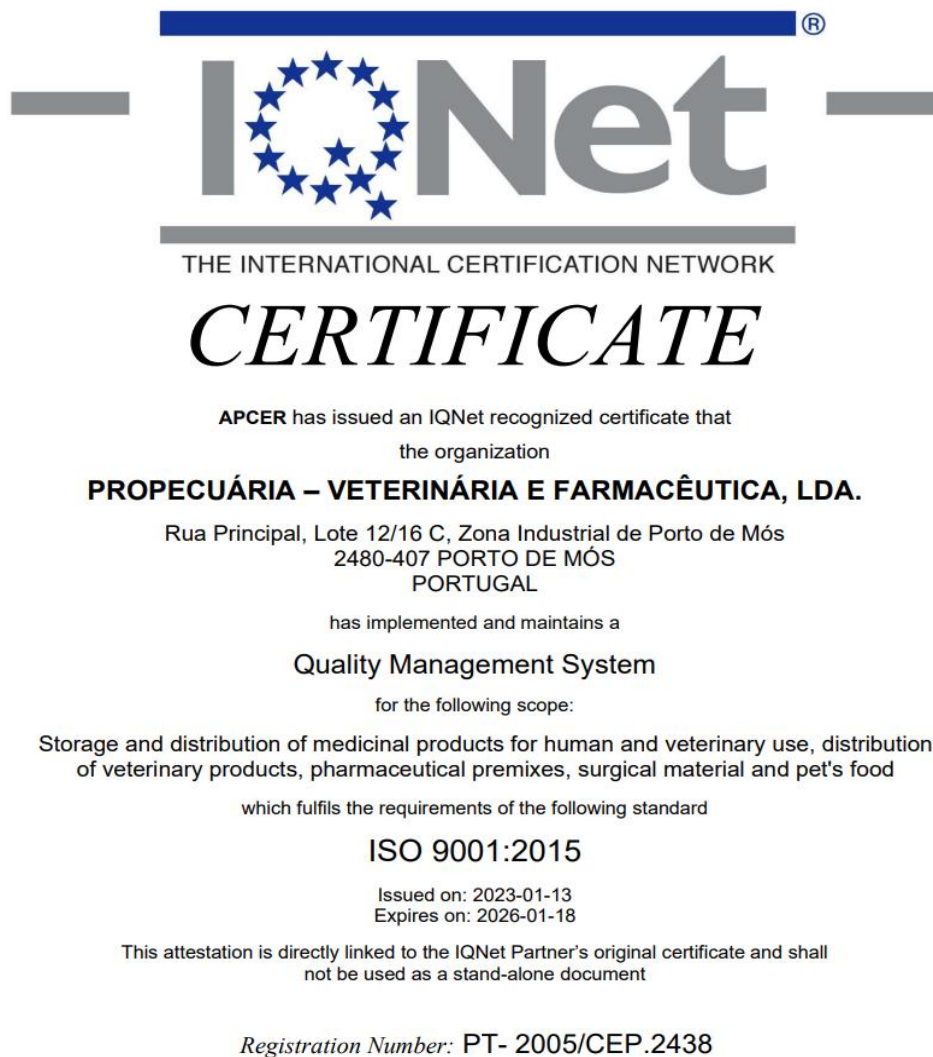 IQNet®
THE INTERNATIONAL CERTIFICATION NETWORK
CERTIFICATE
APCER has issued an IQNet recognized certificate that
the organization
PROPECUÁRIA – VETERINÁRIA E FARMACÊUTICA, LDA.
Rua Principal, Lote 12/16 C, Zona Industrial de Porto de Mós
2480-407 PORTO DE MÓS
PORTUGAL
has implemented and maintains a
Quality Management System
for the following scope:
Storage and distribution of medicinal products for human and veterinary use, distribution
of veterinary products, pharmaceutical premixes, surgical material and pet's food
which fulfils the requirements of the following standard
ISO 9001:2015
Issued on: 2023-01-13
Expires on: 2026-01-18
This attestation is directly linked to the IQNet Partner’s original certificate and shall
not be used as a stand-alone document
Registration Number: PT- 2005/CEP.2438